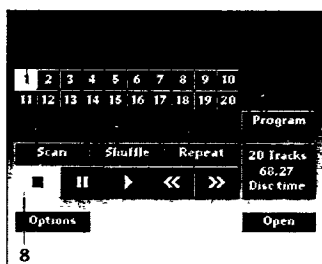 1 2 3 4 5 6 7 8 9 10
11 12 13 14 15 16 17 18 19 20
Program
Scan Shuffle Repeat
20 Tracks
68.27
Disc time
Options
Open
8